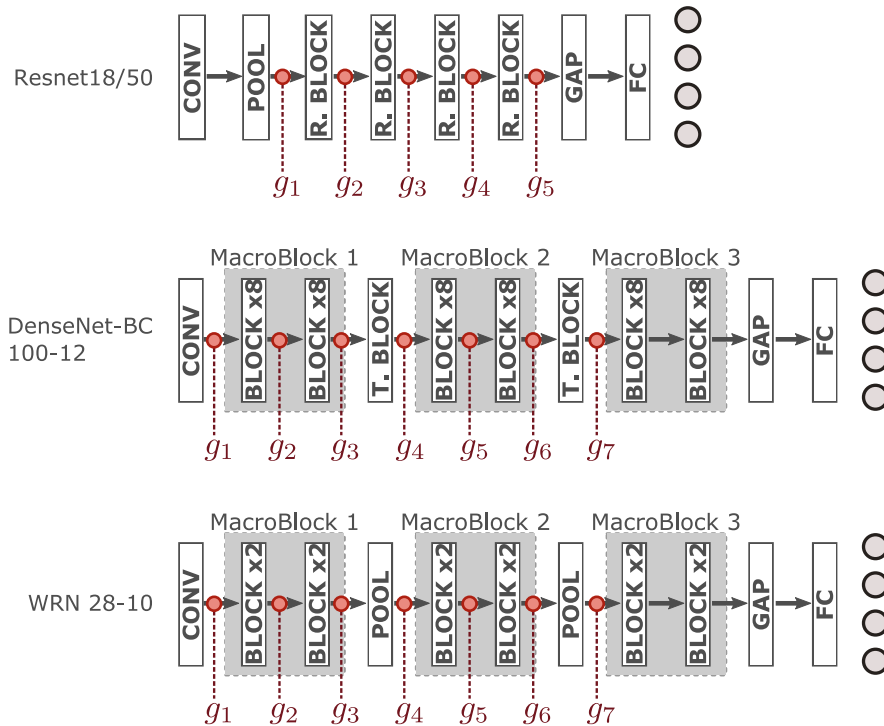 Resnet18/50
CONV
POOL
R. BLOCK
R. BLOCK
R. BLOCK
R. BLOCK
GAP
FC
g1 g2 g3 g4 g5
MacroBlock 1 MacroBlock 2 MacroBlock 3
DenseNet-BC
100-12
CONV
BLOCK x8
BLOCK x8
T. BLOCK
BLOCK x8
BLOCK x8
T. BLOCK
BLOCK x8
BLOCK x8
GAP
FC
g1 g2 g3 g4 g5 g6 g7
MacroBlock 1 MacroBlock 2 MacroBlock 3
WRN 28-10
CONV
BLOCK x2
BLOCK x2
POOL
BLOCK x2
BLOCK x2
POOL
BLOCK x2
BLOCK x2
GAP
FC
g1 g2 g3 g4 g5 g6 g7